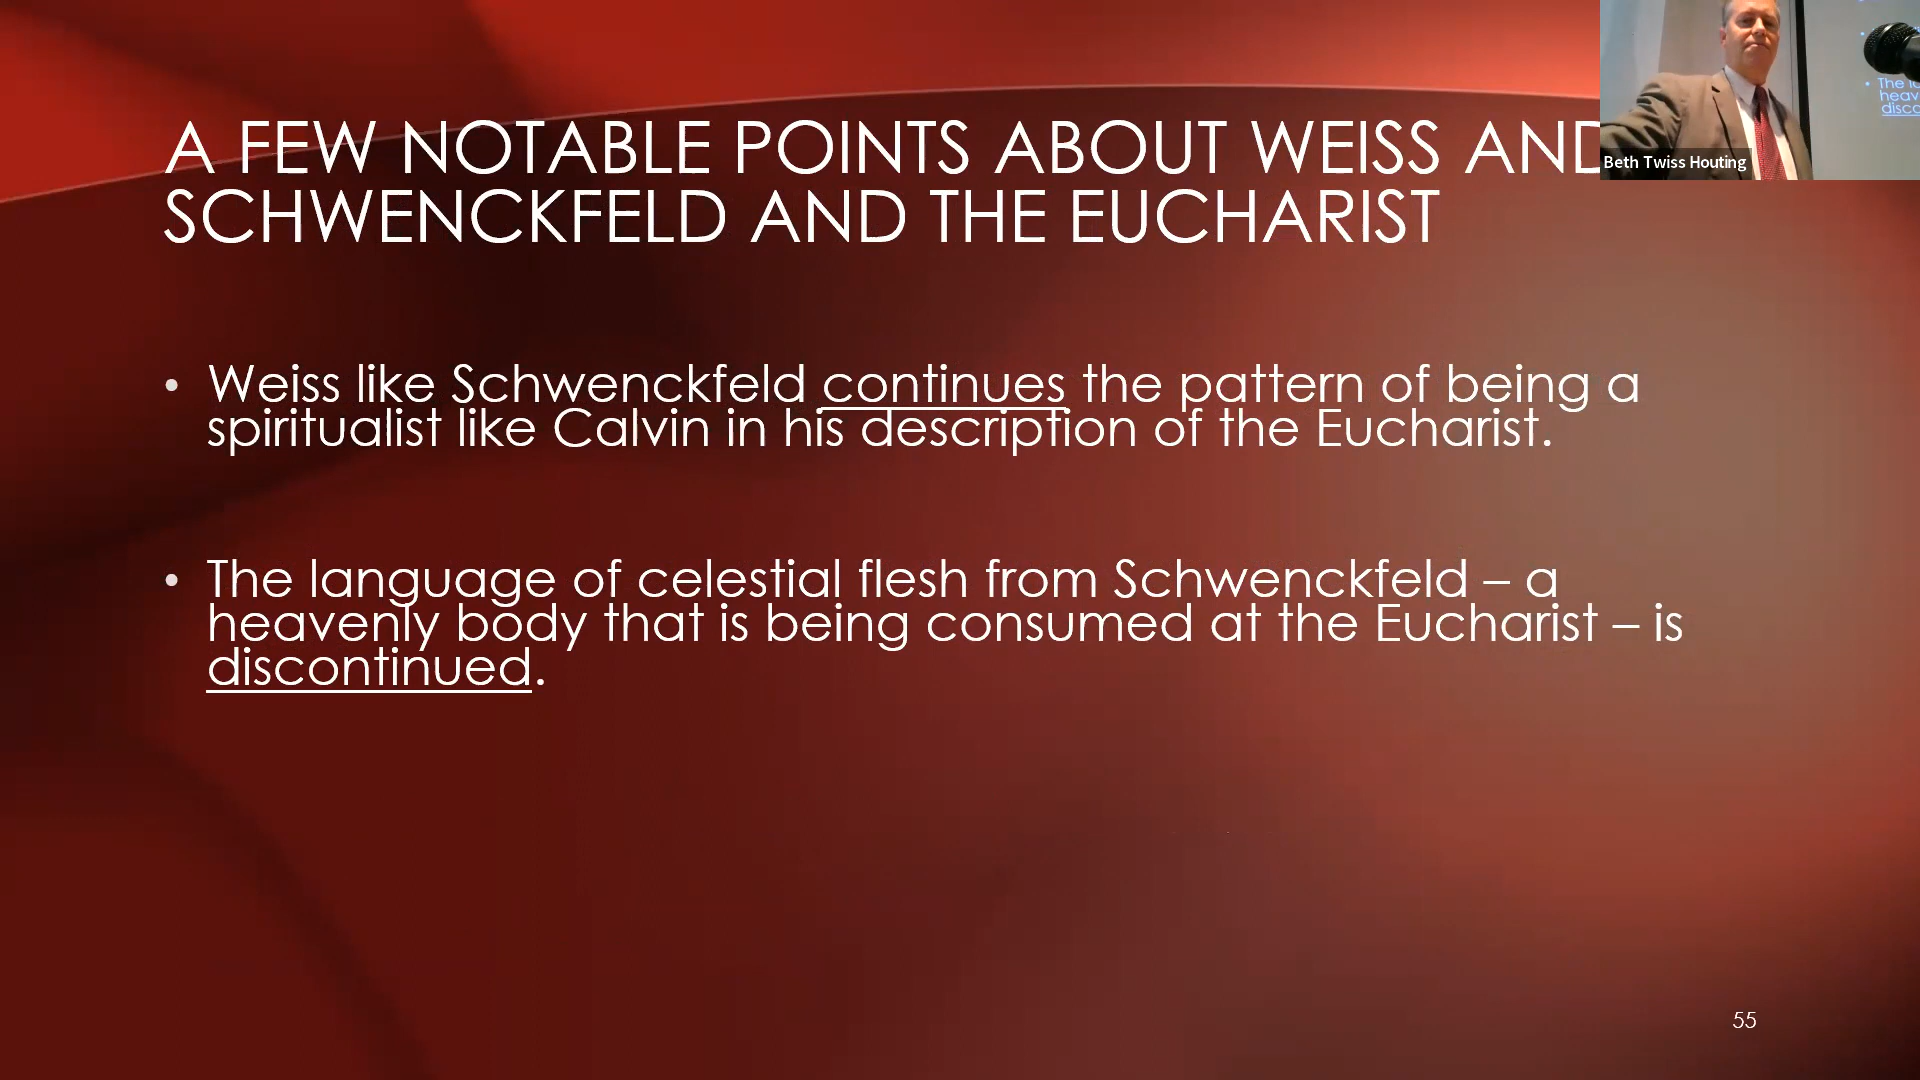 A FEW NOTABLE POINTS ABOUT WEISS AND
SCHWENCKFELD AND THE EUCHARIST
Beth Twiss Houting
• Weiss like Schwenckfeld continues the pattern of being a
spiritualist like Calvin in his description of the Eucharist.
• The language of celestial flesh from Schwenckfeld – a
heavenly body that is being consumed at the Eucharist – is
discontinued.
55